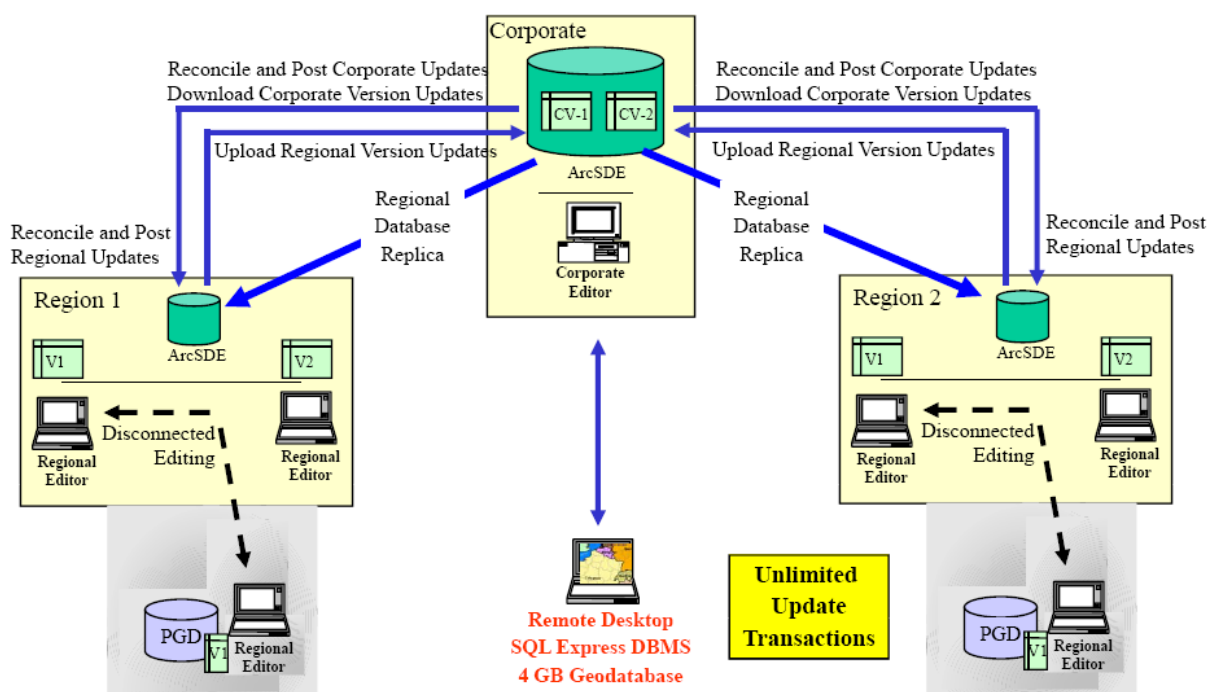 Corporate
Reconcile and Post Corporate Updates
Download Corporate Version Updates
Upload Regional Version Updates
CV-1
CV-2
Reconcile and Post Corporate Updates
Download Corporate Version Updates
Upload Regional Version Updates
ArcSDE
Regional
Database
Replica
Corporate
Editor
Regional
Database
Replica
Reconcile and Post
Regional Updates
Reconcile and Post
Regional Updates
Region 1
ArcSDE
V1
V2
Disconnected
Editing
Regional
Editor
Regional
Editor
PGD
V1
Regional
Editor
Remote Desktop
SQL Express DBMS
4 GB Geodatabase
Unlimited
Update
Transactions
Region 2
ArcSDE
V1
V2
Disconnected
Editing
Regional
Editor
Regional
Editor
PGD
V1
Regional
Editor